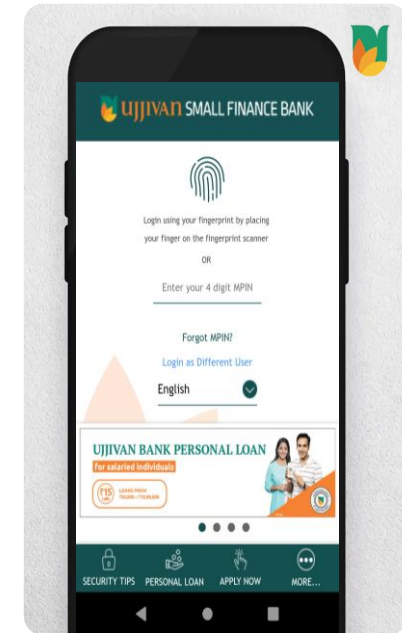 ujjivan SMALL FINANCE BANK
Login using your fingerprint by placing
your finger on the fingerprint scanner
OR
Enter your 4 digit MPIN
Forgot MPIN?
Login as Different User
English
UJJIVAN BANK PERSONAL LOAN
for salaried individuals
₹15
SECURITY TIPS PERSONAL LOAN APPLY NOW MORE...